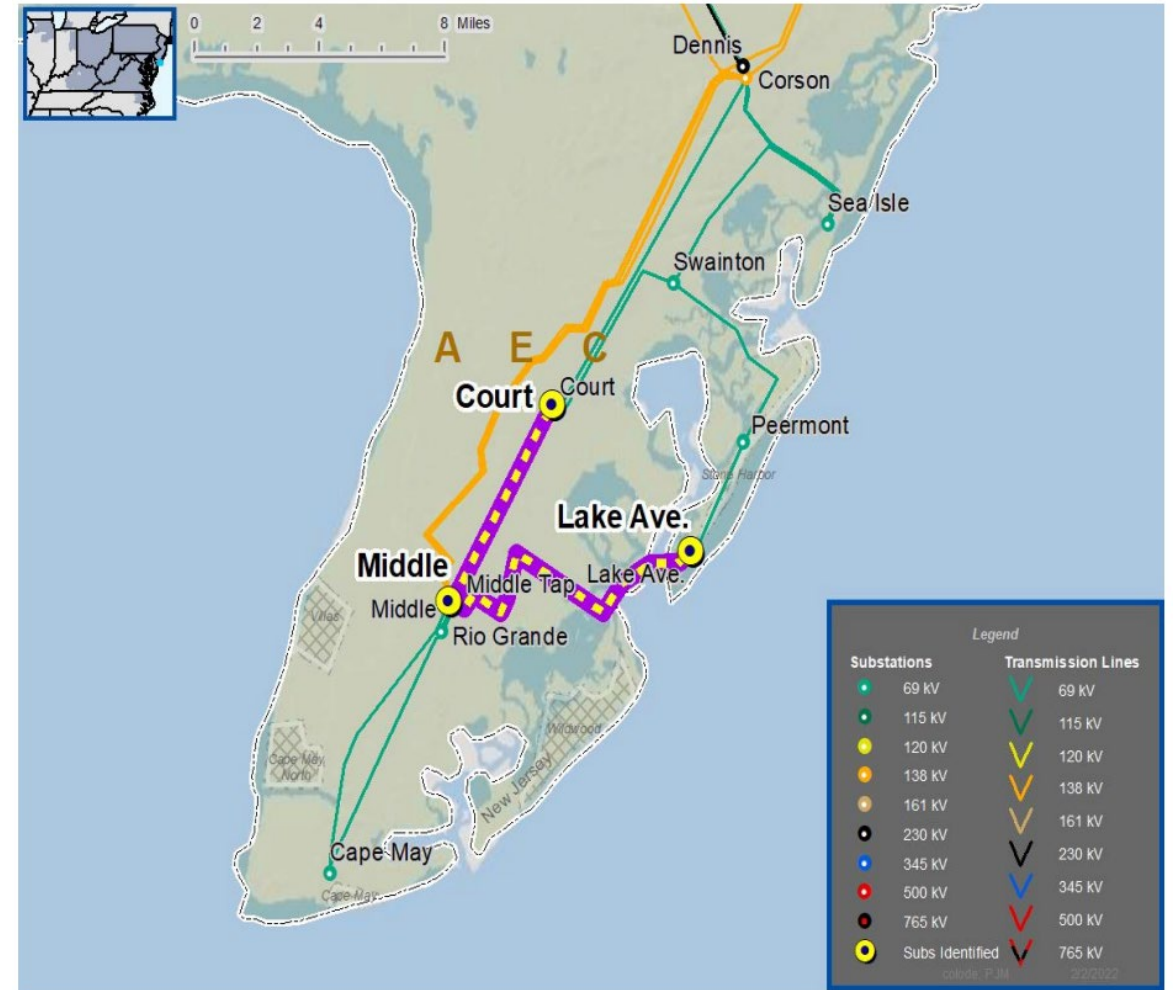 0 2 4 8 Miles
Dennis
Corson
Sea Isle
Swainton
A E C
Court Court
Peermont
Stone Harbor
Lake Ave.
Middle
Middle Tap Lake Ave.
Middle
Rio Grande
Villas
Wildwood
Cape May
North
New Jersey
Cape May
Cape May
Legend
Substations Transmission Lines
69 kV 69 kV
115 kV 115 kV
120 kV 120 kV
138 kV 138 kV
161 kV 161 kV
230 kV 230 kV
345 kV 345 kV
500 kV 500 kV
765 kV 765 kV
Subs Identified
PJM 2/2/2022